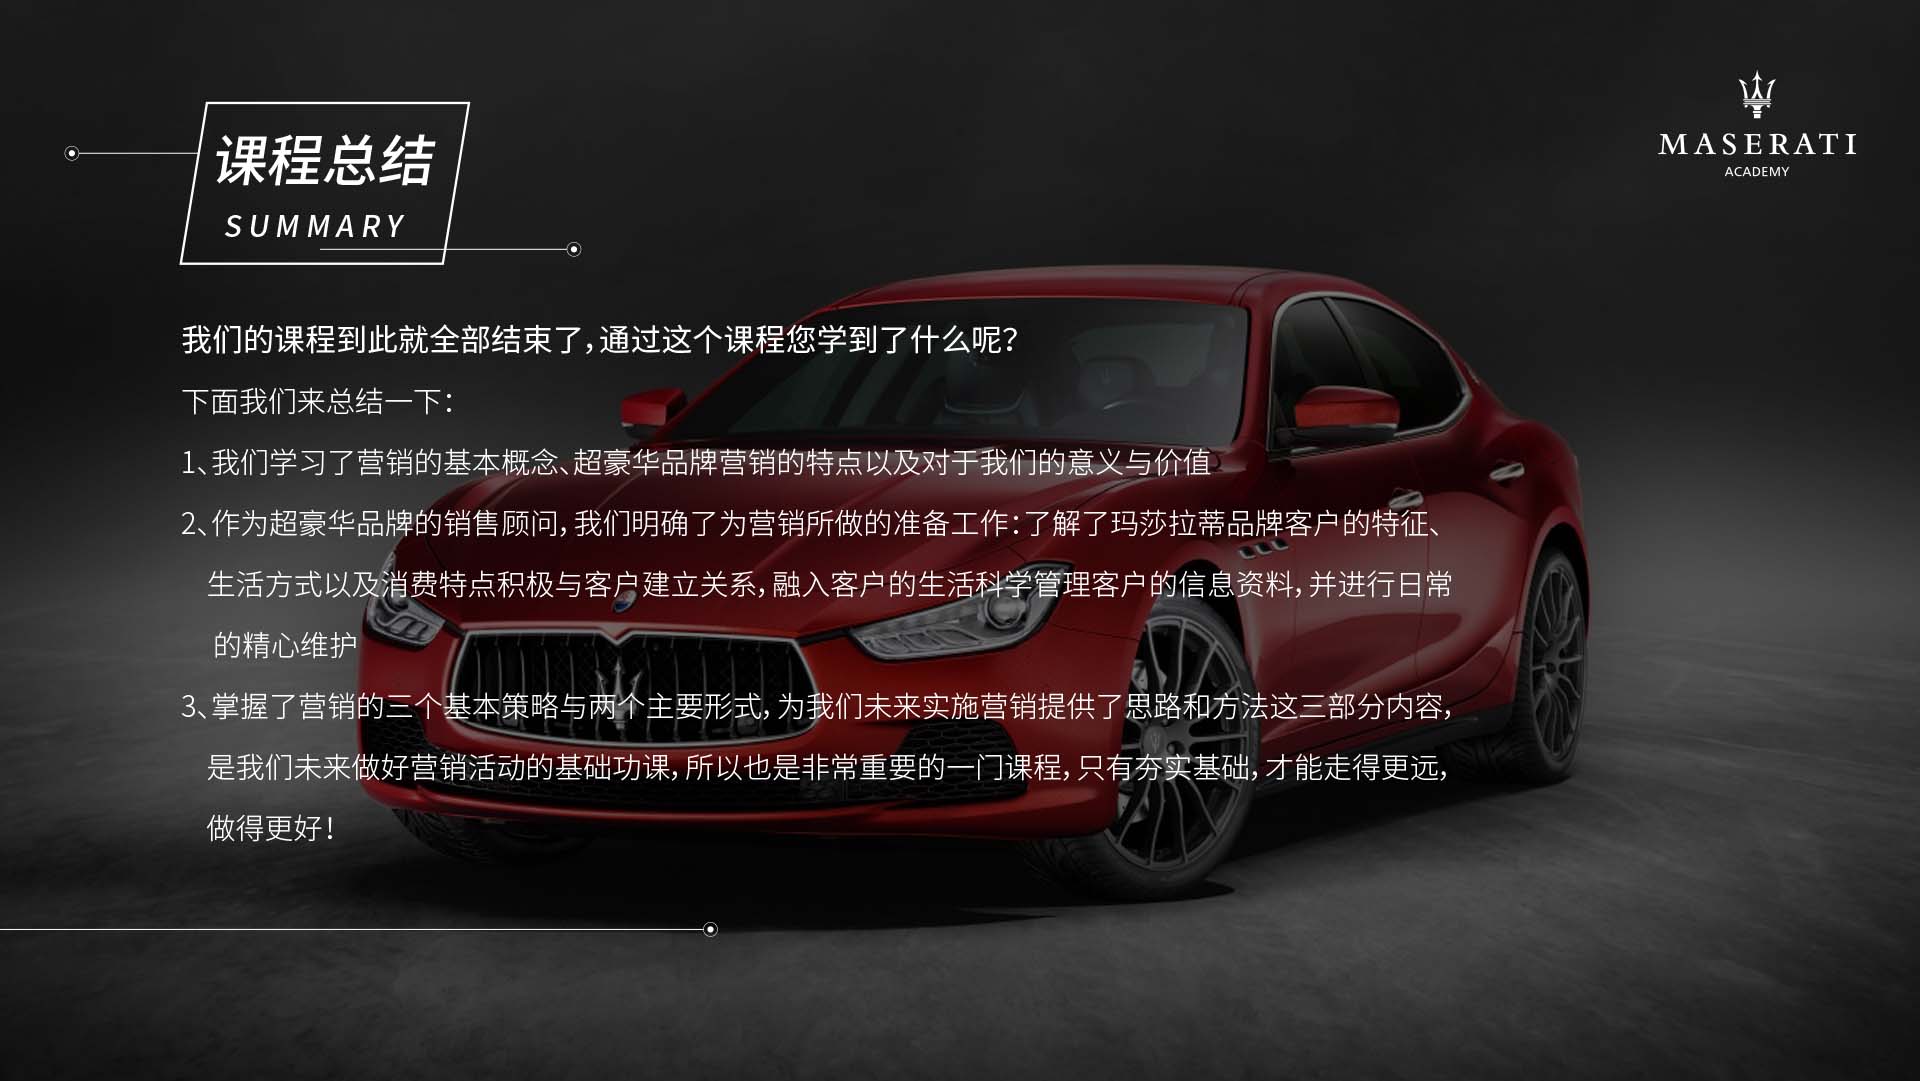 课程总结
SUMMARY
MASERATI
ACADEMY
我们的课程到此就全部结束了，通过这个课程您学到了什么呢？
下面我们来总结一下：
1、我们学习了营销的基本概念、超豪华品牌营销的特点以及对于我们的意义与价值
2、作为超豪华品牌的销售顾问，我们明确了为营销所做的准备工作：了解了玛莎拉蒂品牌客户的特征、
生活方式以及消费特点积极与客户建立关系，融入客户的生活科学管理客户的信息资料，并进行日常
的精心维护
3、掌握了营销的三个基本策略与两个主要形式，为我们未来实施营销提供了思路和方法这三部分内容，
是我们未来做好营销活动的基础功课，所以也是非常重要的一门课程，只有夯实基础，才能走得更远，
做得更好！